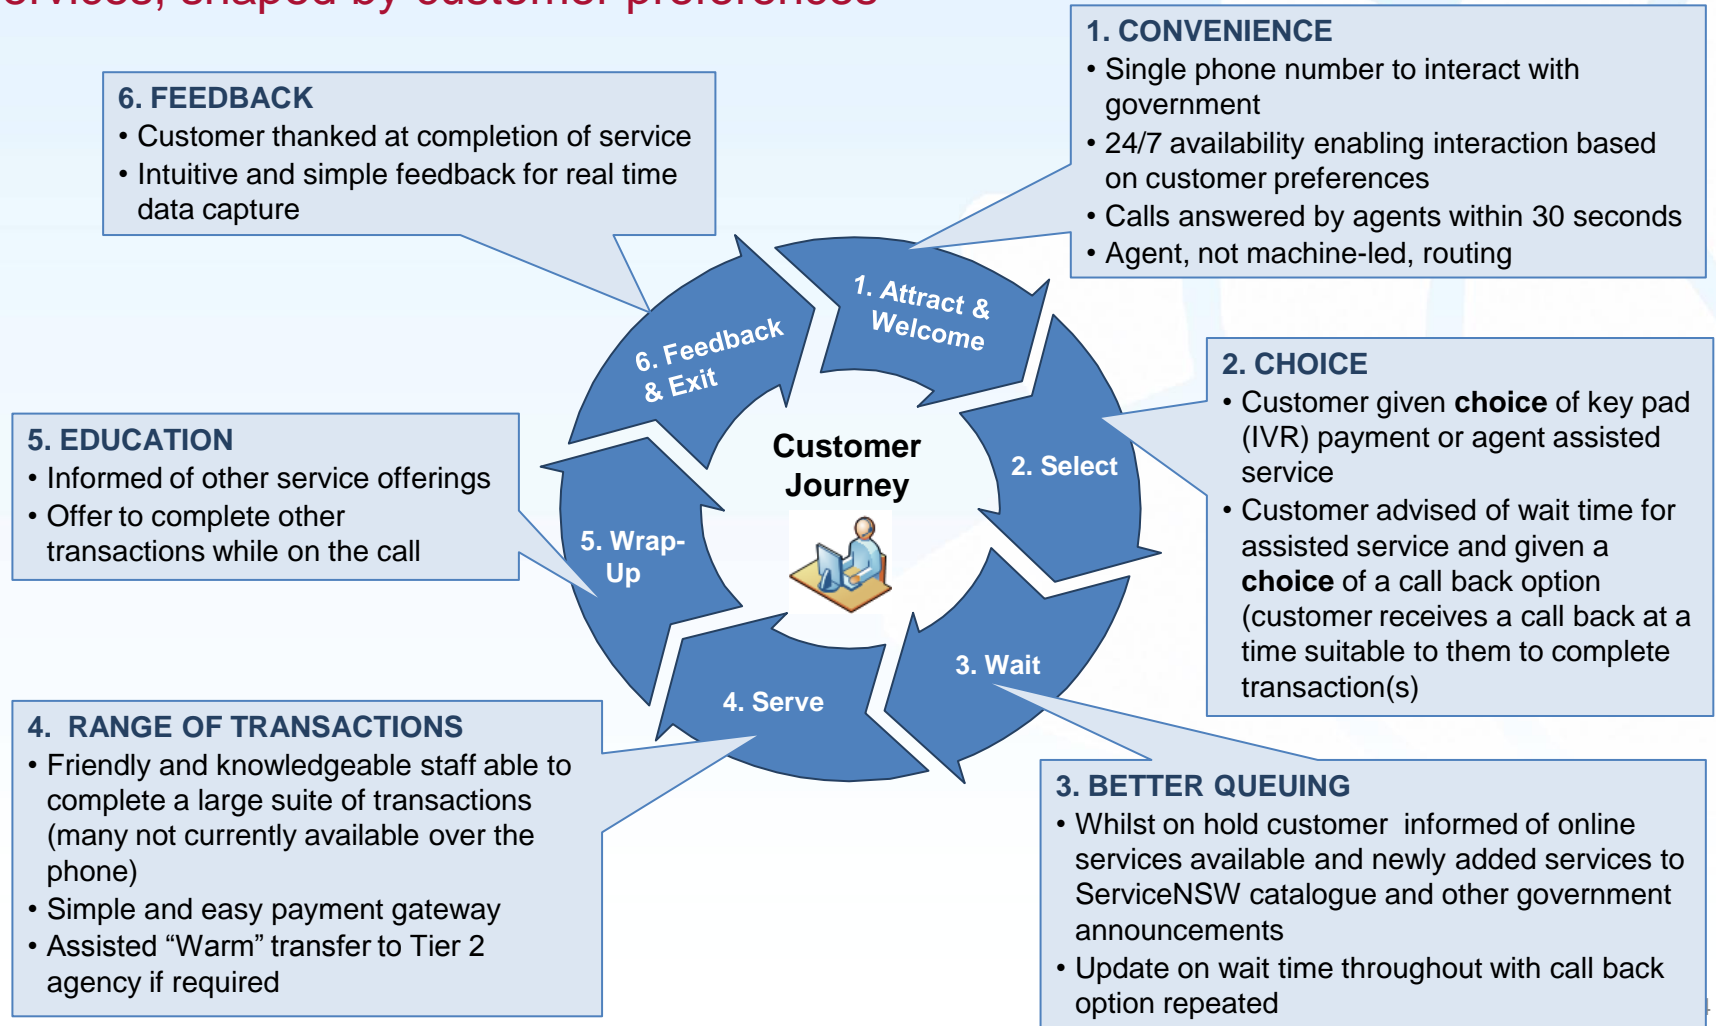 services, shaped by customer preferences
1. CONVENIENCE
• Single phone number to interact with
government
• 24/7 availability enabling interaction based
on customer preferences
• Calls answered by agents within 30 seconds
• Agent, not machine-led, routing
6. FEEDBACK
• Customer thanked at completion of service
• Intuitive and simple feedback for real time
data capture
1. Attract &
Welcome
6. Feedback
& Exit
2. CHOICE
• Customer given choice of key pad
(IVR) payment or agent assisted
service
• Customer advised of wait time for
assisted service and given a
choice of a call back option
(customer receives a call back at a
time suitable to them to complete
transaction(s)
5. EDUCATION
• Informed of other service offerings
• Offer to complete other
transactions while on the call
Customer
Journey
2. Select
5. Wrap-
Up
3. Wait
4. Serve
4. RANGE OF TRANSACTIONS
• Friendly and knowledgeable staff able to
complete a large suite of transactions
(many not currently available over the
phone)
• Simple and easy payment gateway
• Assisted “Warm” transfer to Tier 2
agency if required
3. BETTER QUEUING
• Whilst on hold customer informed of online
services available and newly added services to
ServiceNSW catalogue and other government
announcements
• Update on wait time throughout with call back
option repeated